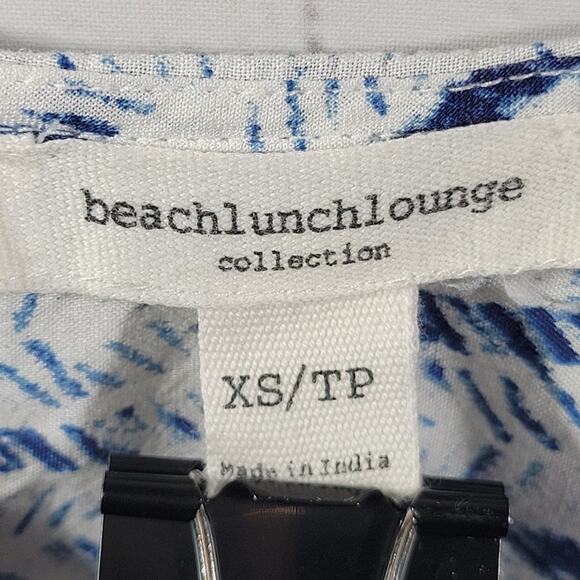 beachlunchlounge
collection
XS/TP
Made in India